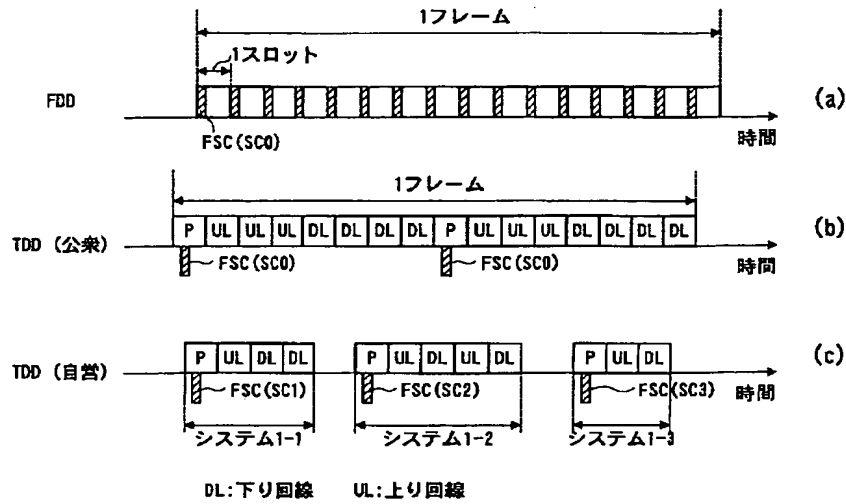 1フレーム
1スロット
FDD
(a)
FSC(SC0)
時間
1フレーム
P UL UL UL DL DL DL DL P UL UL UL DL DL DL DL
TDD (公衆)
(b)
FSC(SC0)
FSC(SC0)
時間
P UL DL DL
P UL DL UL DL
P UL DL
TDD (自営)
(c)
FSC(SC1)
FSC(SC2)
FSC(SC3)
時間
システム1-1
システム1-2
システム1-3
DL:下り回線 UL:上り回線